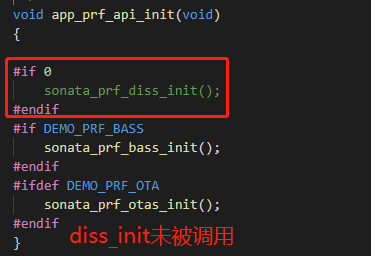 void app_prf_api_init(void)
{
#if 0
    sonata_prf_diss_init();
#endif
#if DEMO_PRF_BASS
    sonata_prf_bass_init();
#endif
#ifdef DEMO_PRF_OTA
    sonata_prf_otas_init();
#endif
diss_init未被调用
}